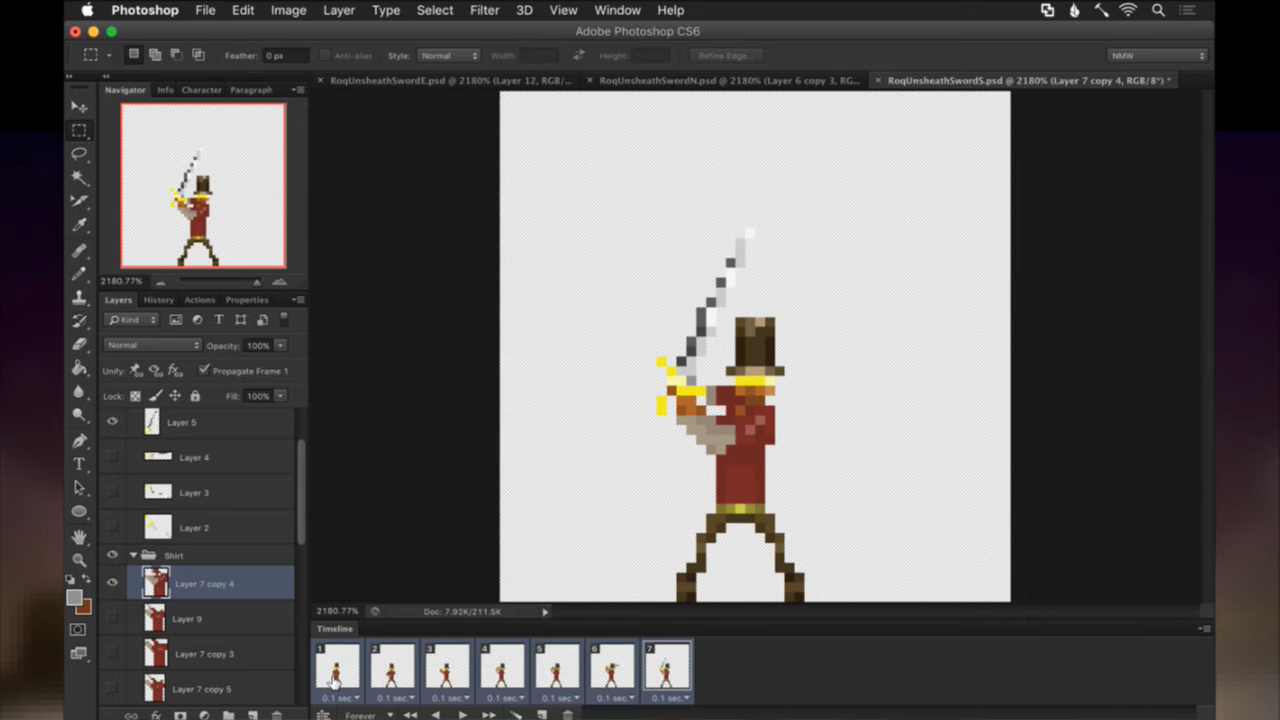 Photoshop File Edit Image Layer Type Select Filter 3D View Window Help
Adobe Photoshop CS6
Feather: 0 px Anti-alias Style: Normal Width: Height: Refine Edge... NMW
RoqUnsheathSwordE.psd @ 2180% (Layer 12, RGB/... RoqUnsheathSwordN.psd @ 2180% (Layer 6 copy 3, RG... RoqUnsheathSwordS.psd @ 2180% (Layer 7 copy 4, RGB/8*) *
Navigator Info Character Paragraph
2180.77%
Layers History Actions Properties
Kind
Normal Opacity: 100%
Unify: Propagate Frame 1
Lock: Fill: 100%
Layer 5
Layer 4
Layer 3
Layer 2
Shirt
Layer 7 copy 4
Layer 9
Layer 7 copy 3
Layer 7 copy 5
2180.77% Doc: 7.92K/211.5K
Timeline
1 2 3 4 5 6 7
0.1 sec. 0.1 sec. 0.1 sec. 0.1 sec. 0.1 sec. 0.1 sec. 0.1 sec.
Forever